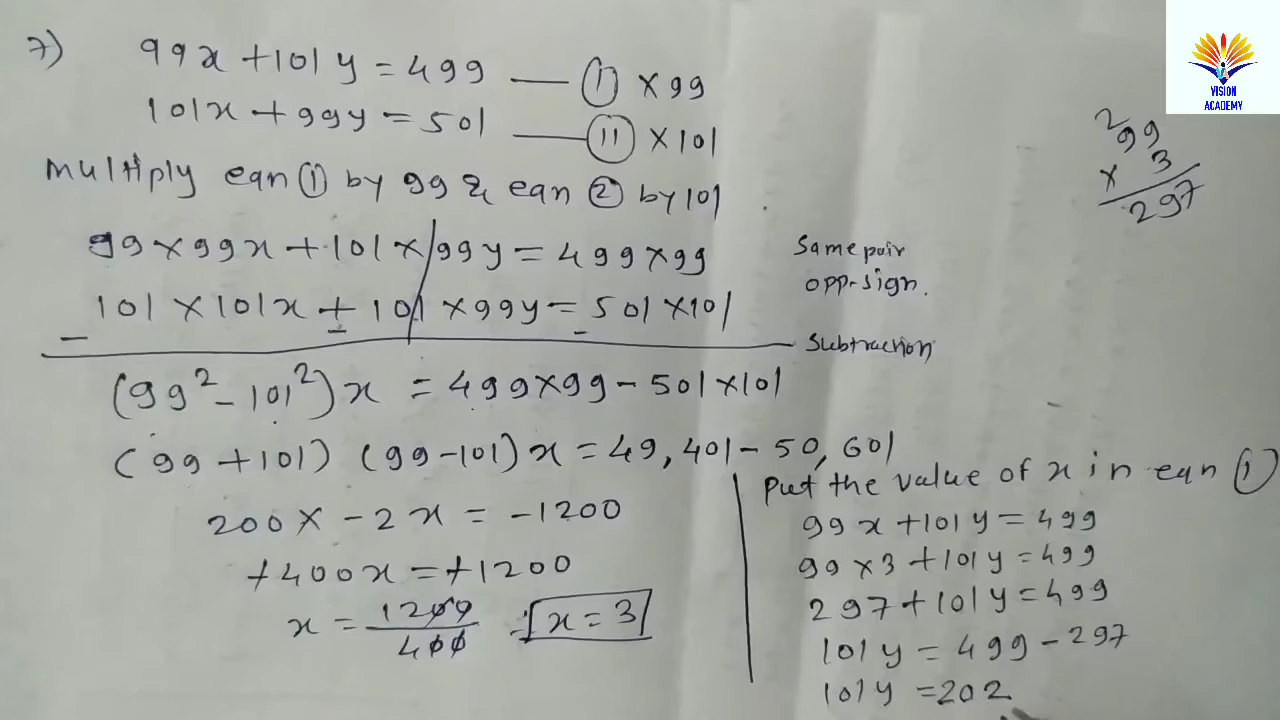 7) 99x + 101y = 499 — (I) × 99
101x + 99y = 501 — (II) × 101
Multiply eqn (1) by 99 & eqn (2) by 101
99 × 99x + 101 × 99y = 499 × 99
101 × 101x + 101 × 99y = 501 × 101
- - -
(99² - 101²)x = 499 × 99 - 501 × 101
(99 + 101) (99 - 101) x = 49,401 - 50,601
200 × - 2x = -1200
+400x = +1200
x = 1200/400 = x = 3
Same pair
opp. sign.
Subtraction
Put the value of x in eqn (1)
99x + 101y = 499
99 × 3 + 101y = 499
297 + 101y = 499
101y = 499 - 297
101y = 202
2
99
× 3
297
VISION
ACADEMY